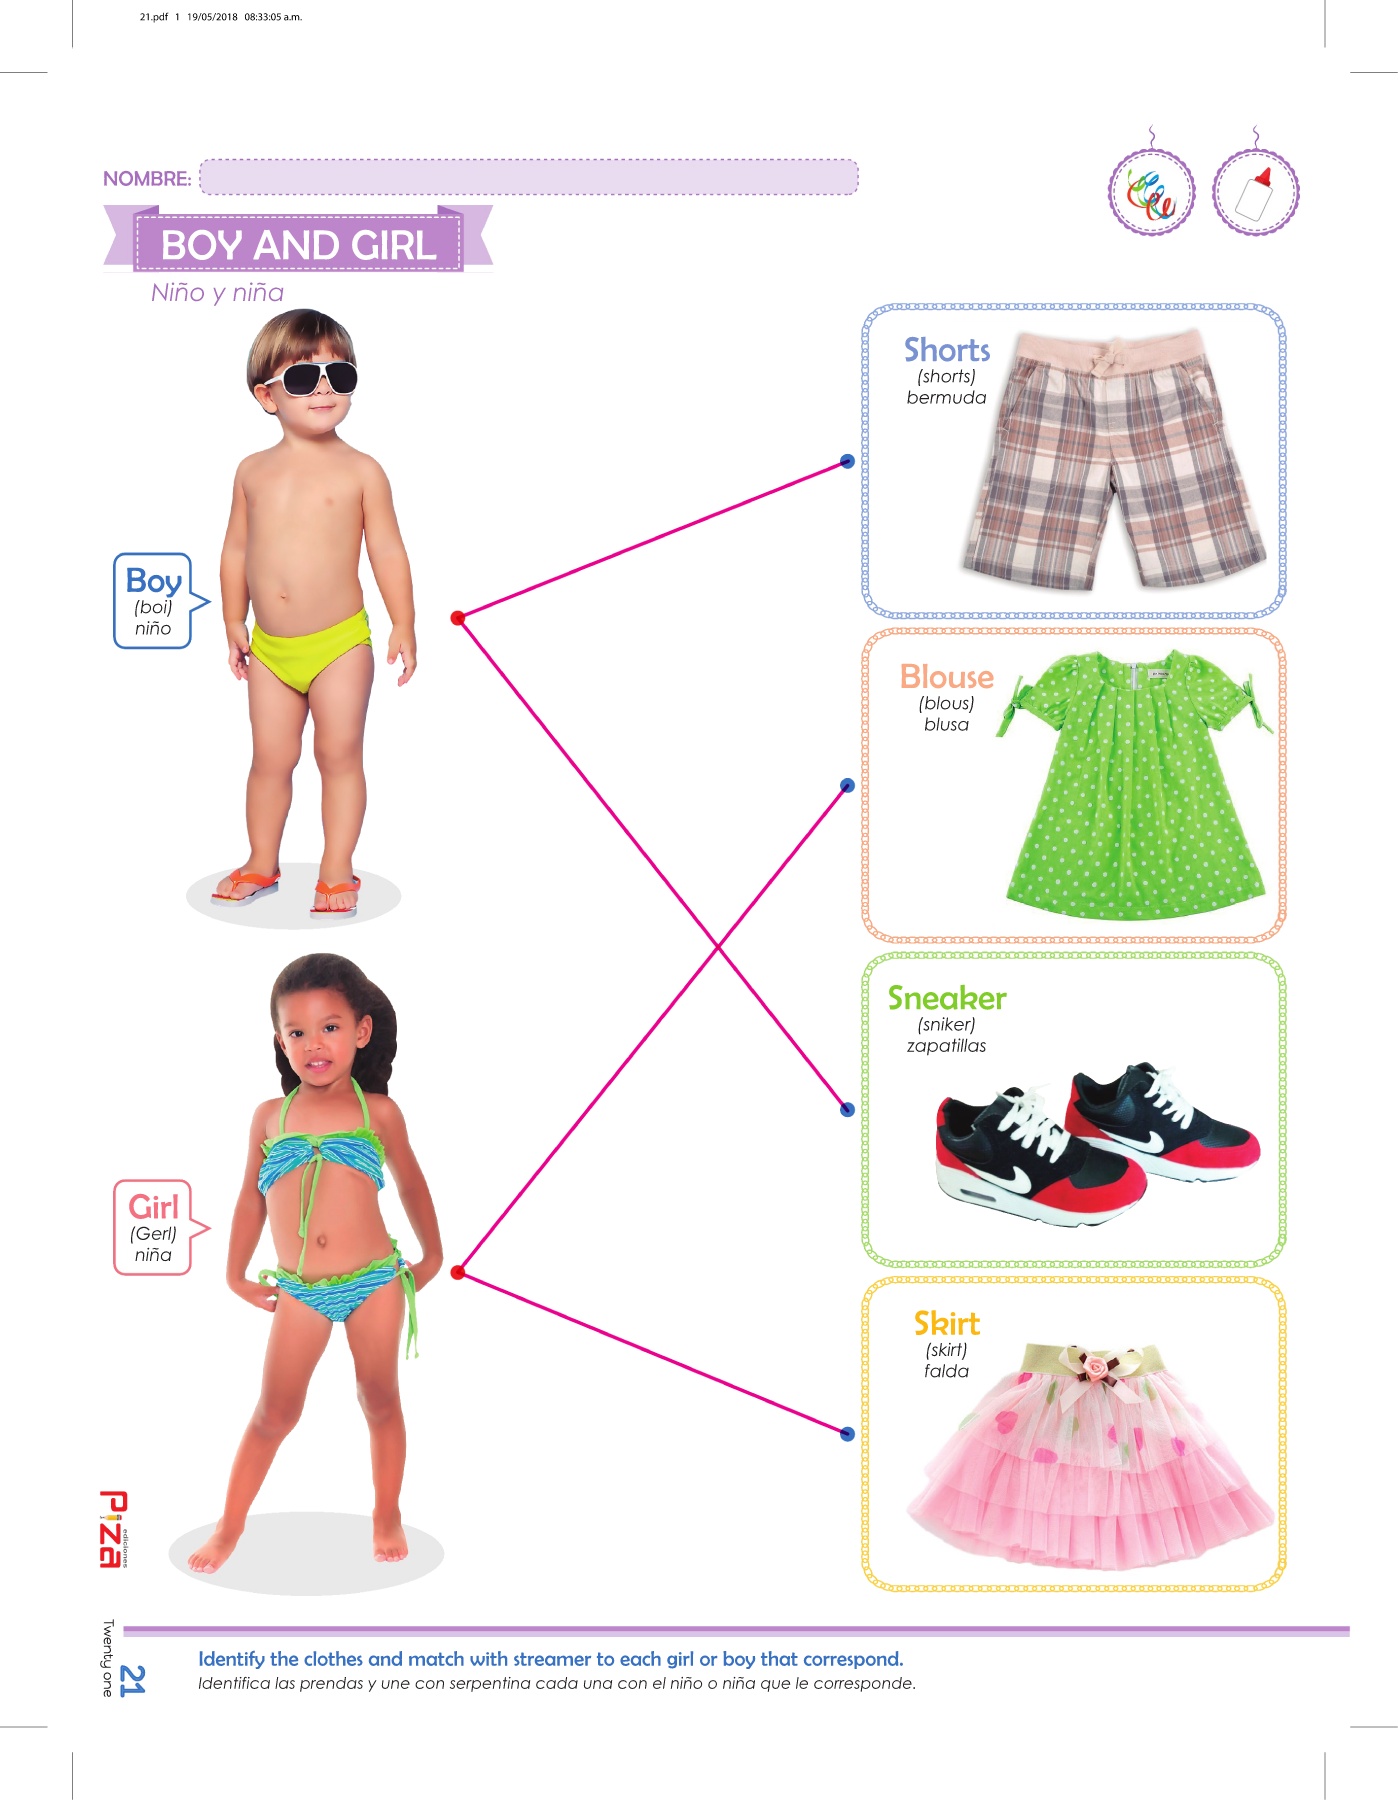 21.pdf 1 19/05/2018 08:33:05 a.m.
NOMBRE:
BOY AND GIRL
Niño y niña
Boy
(boi)
niño
Girl
(Gerl)
niña
Shorts
(shorts)
bermuda
Blouse
(blous)
blusa
Sneaker
(sniker)
zapatillas
Skirt
(skirt)
falda
Piza
ediciones
Twenty one
21
Identify the clothes and match with streamer to each girl or boy that correspond.
Identifica las prendas y une con serpentina cada una con el niño o niña que le corresponde.